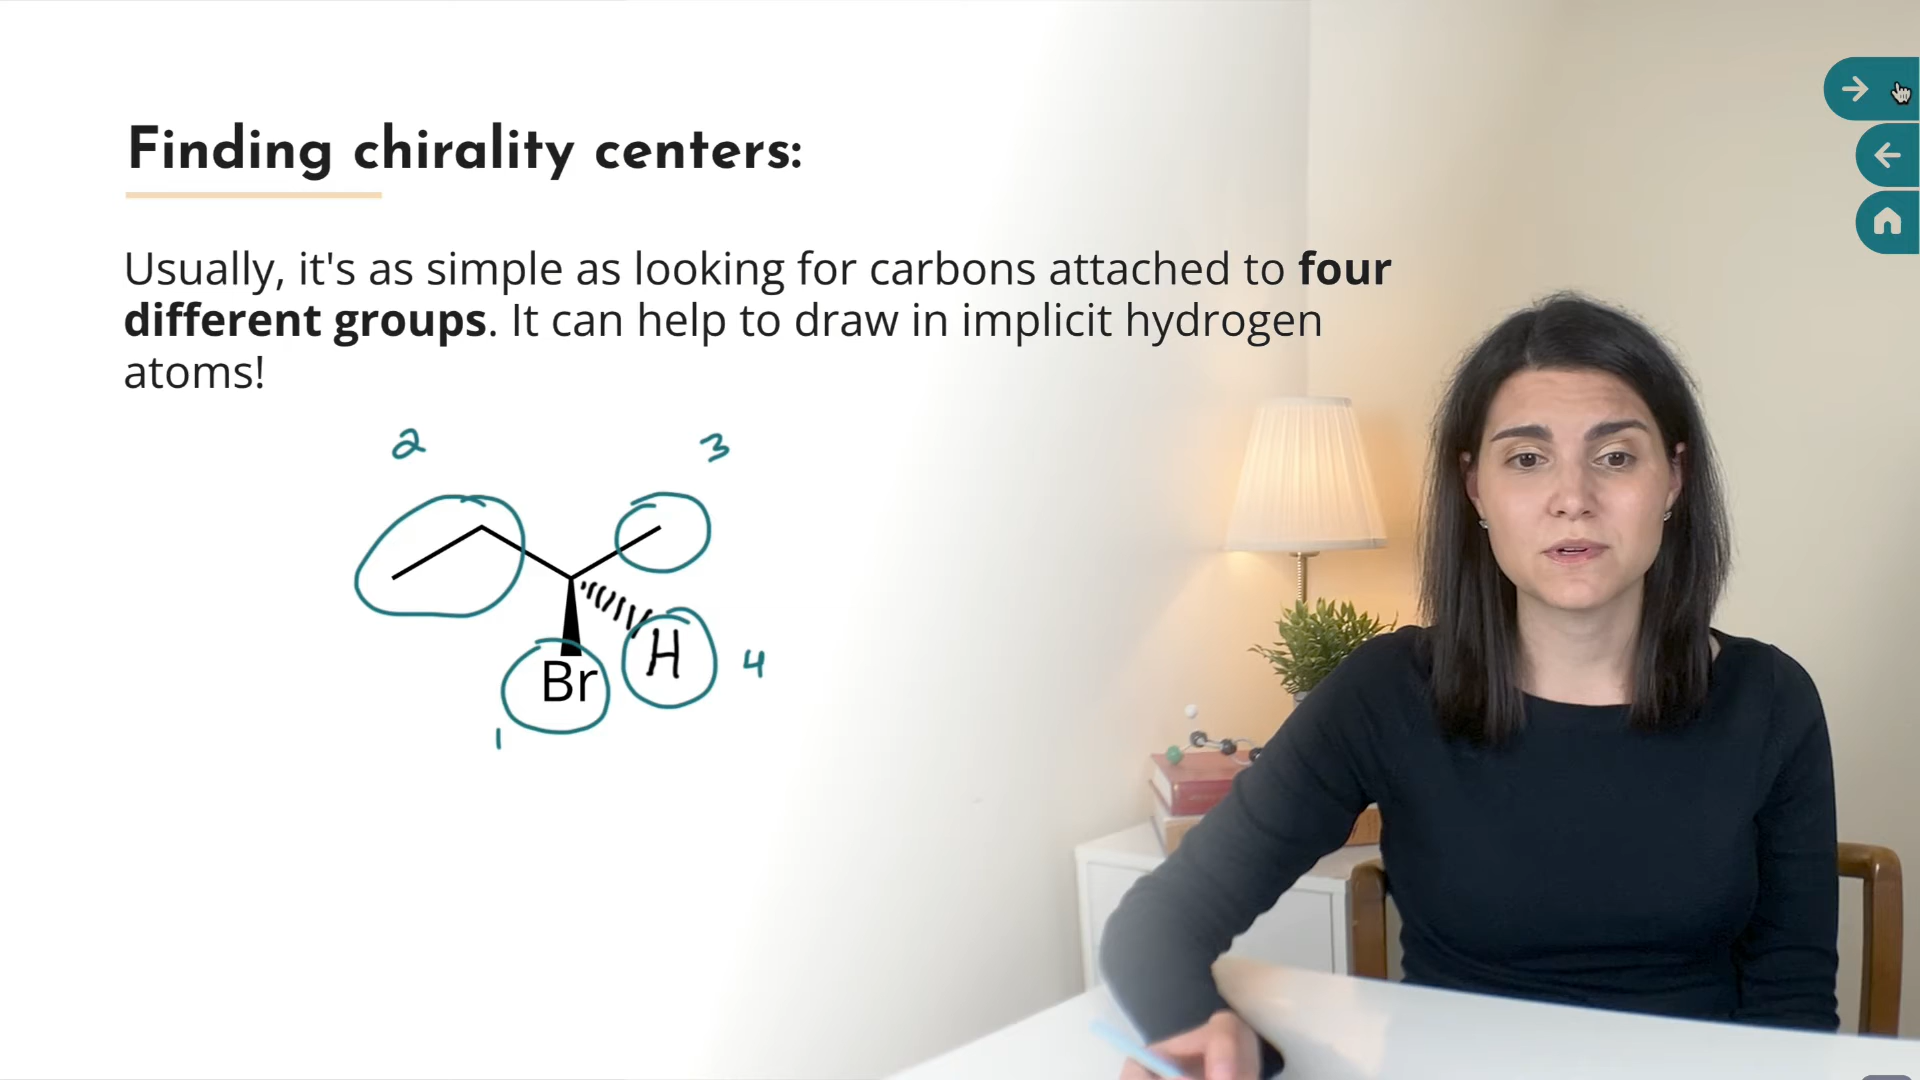 Finding chirality centers:
Usually, it's as simple as looking for carbons attached to four
different groups. It can help to draw in implicit hydrogen
atoms!
2
3
Br
H
4
1